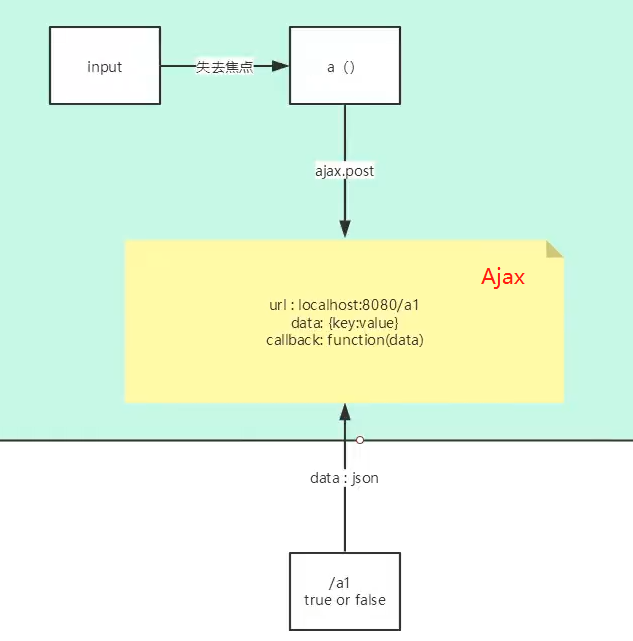 input
失去焦点
a（）
ajax.post
Ajax
url : localhost:8080/a1
data: {key:value}
callback: function(data)
data : json
/a1
true or false